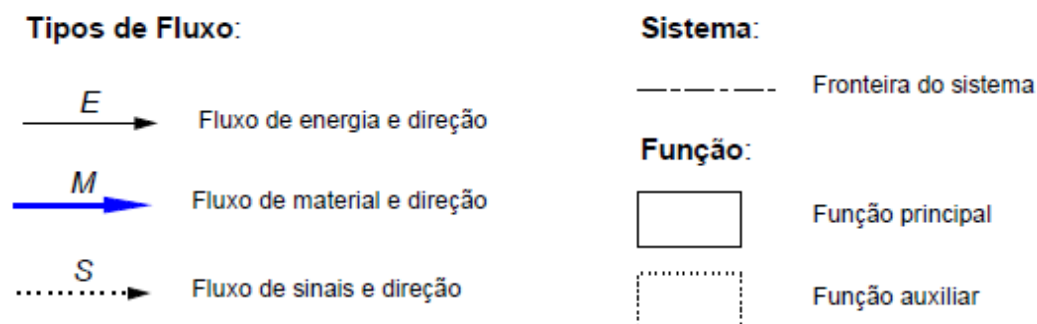 Tipos de Fluxo:
E
Fluxo de energia e direção
M
Fluxo de material e direção
S
Fluxo de sinais e direção
Sistema:
Fronteira do sistema
Função:
Função principal
Função auxiliar